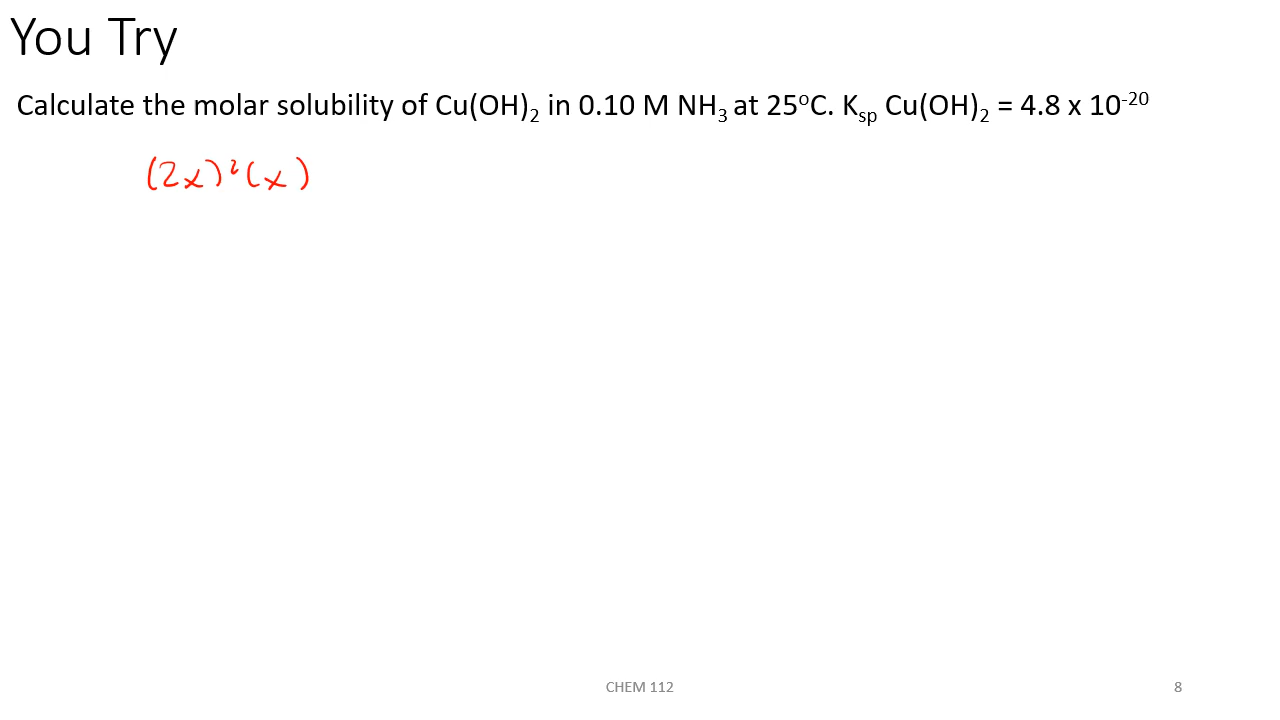 You Try
Calculate the molar solubility of Cu(OH)₂ in 0.10 M NH₃ at 25ºC. Kₛₚ Cu(OH)₂ = 4.8 x 10⁻²⁰
(2x)²(x)
CHEM 112
8